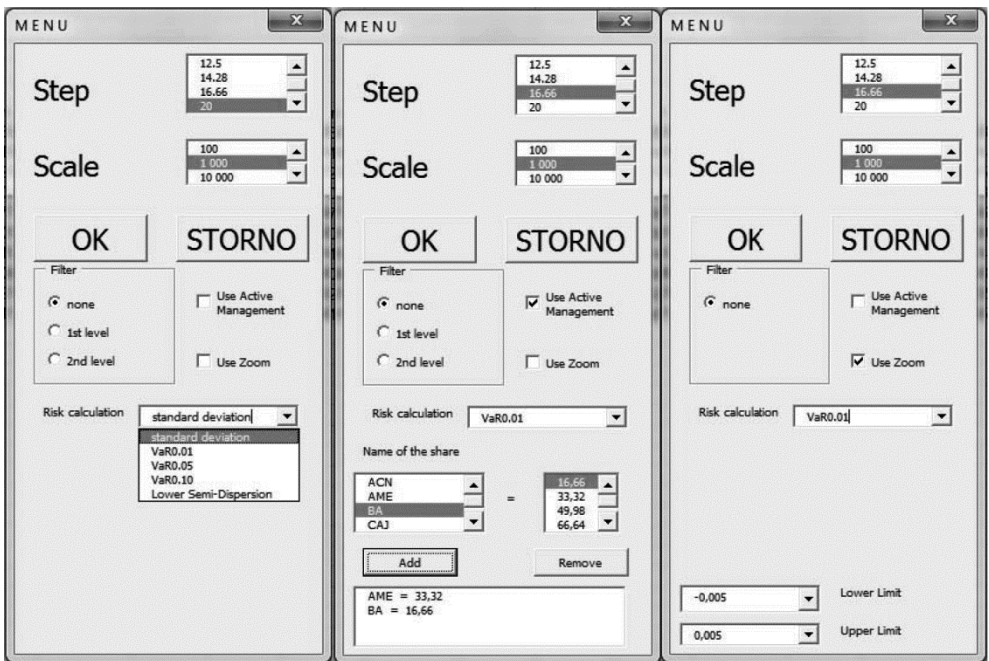 MENU
x
Step
12.5
14.28
16.66
20
Scale
100
1 000
10 000
OK
STORNO
Filter
none
1st level
2nd level
Use Active
Management
Use Zoom
Risk calculation
standard deviation
standard deviation
VaR0.01
VaR0.05
VaR0.10
Lower Semi-Dispersion
MENU
x
Step
12.5
14.28
16.66
20
Scale
100
1 000
10 000
OK
STORNO
Filter
none
1st level
2nd level
Use Active
Management
Use Zoom
Risk calculation
VaR0.01
Name of the share
ACN
AME
BA
CAJ
=
16,66
33,32
49,98
66,64
Add
Remove
AME = 33,32
BA = 16,66
MENU
x
Step
12.5
14.28
16.66
20
Scale
100
1 000
10 000
OK
STORNO
Filter
none
Use Active
Management
Use Zoom
Risk calculation
VaR0.01
-0,005
Lower Limit
0,005
Upper Limit